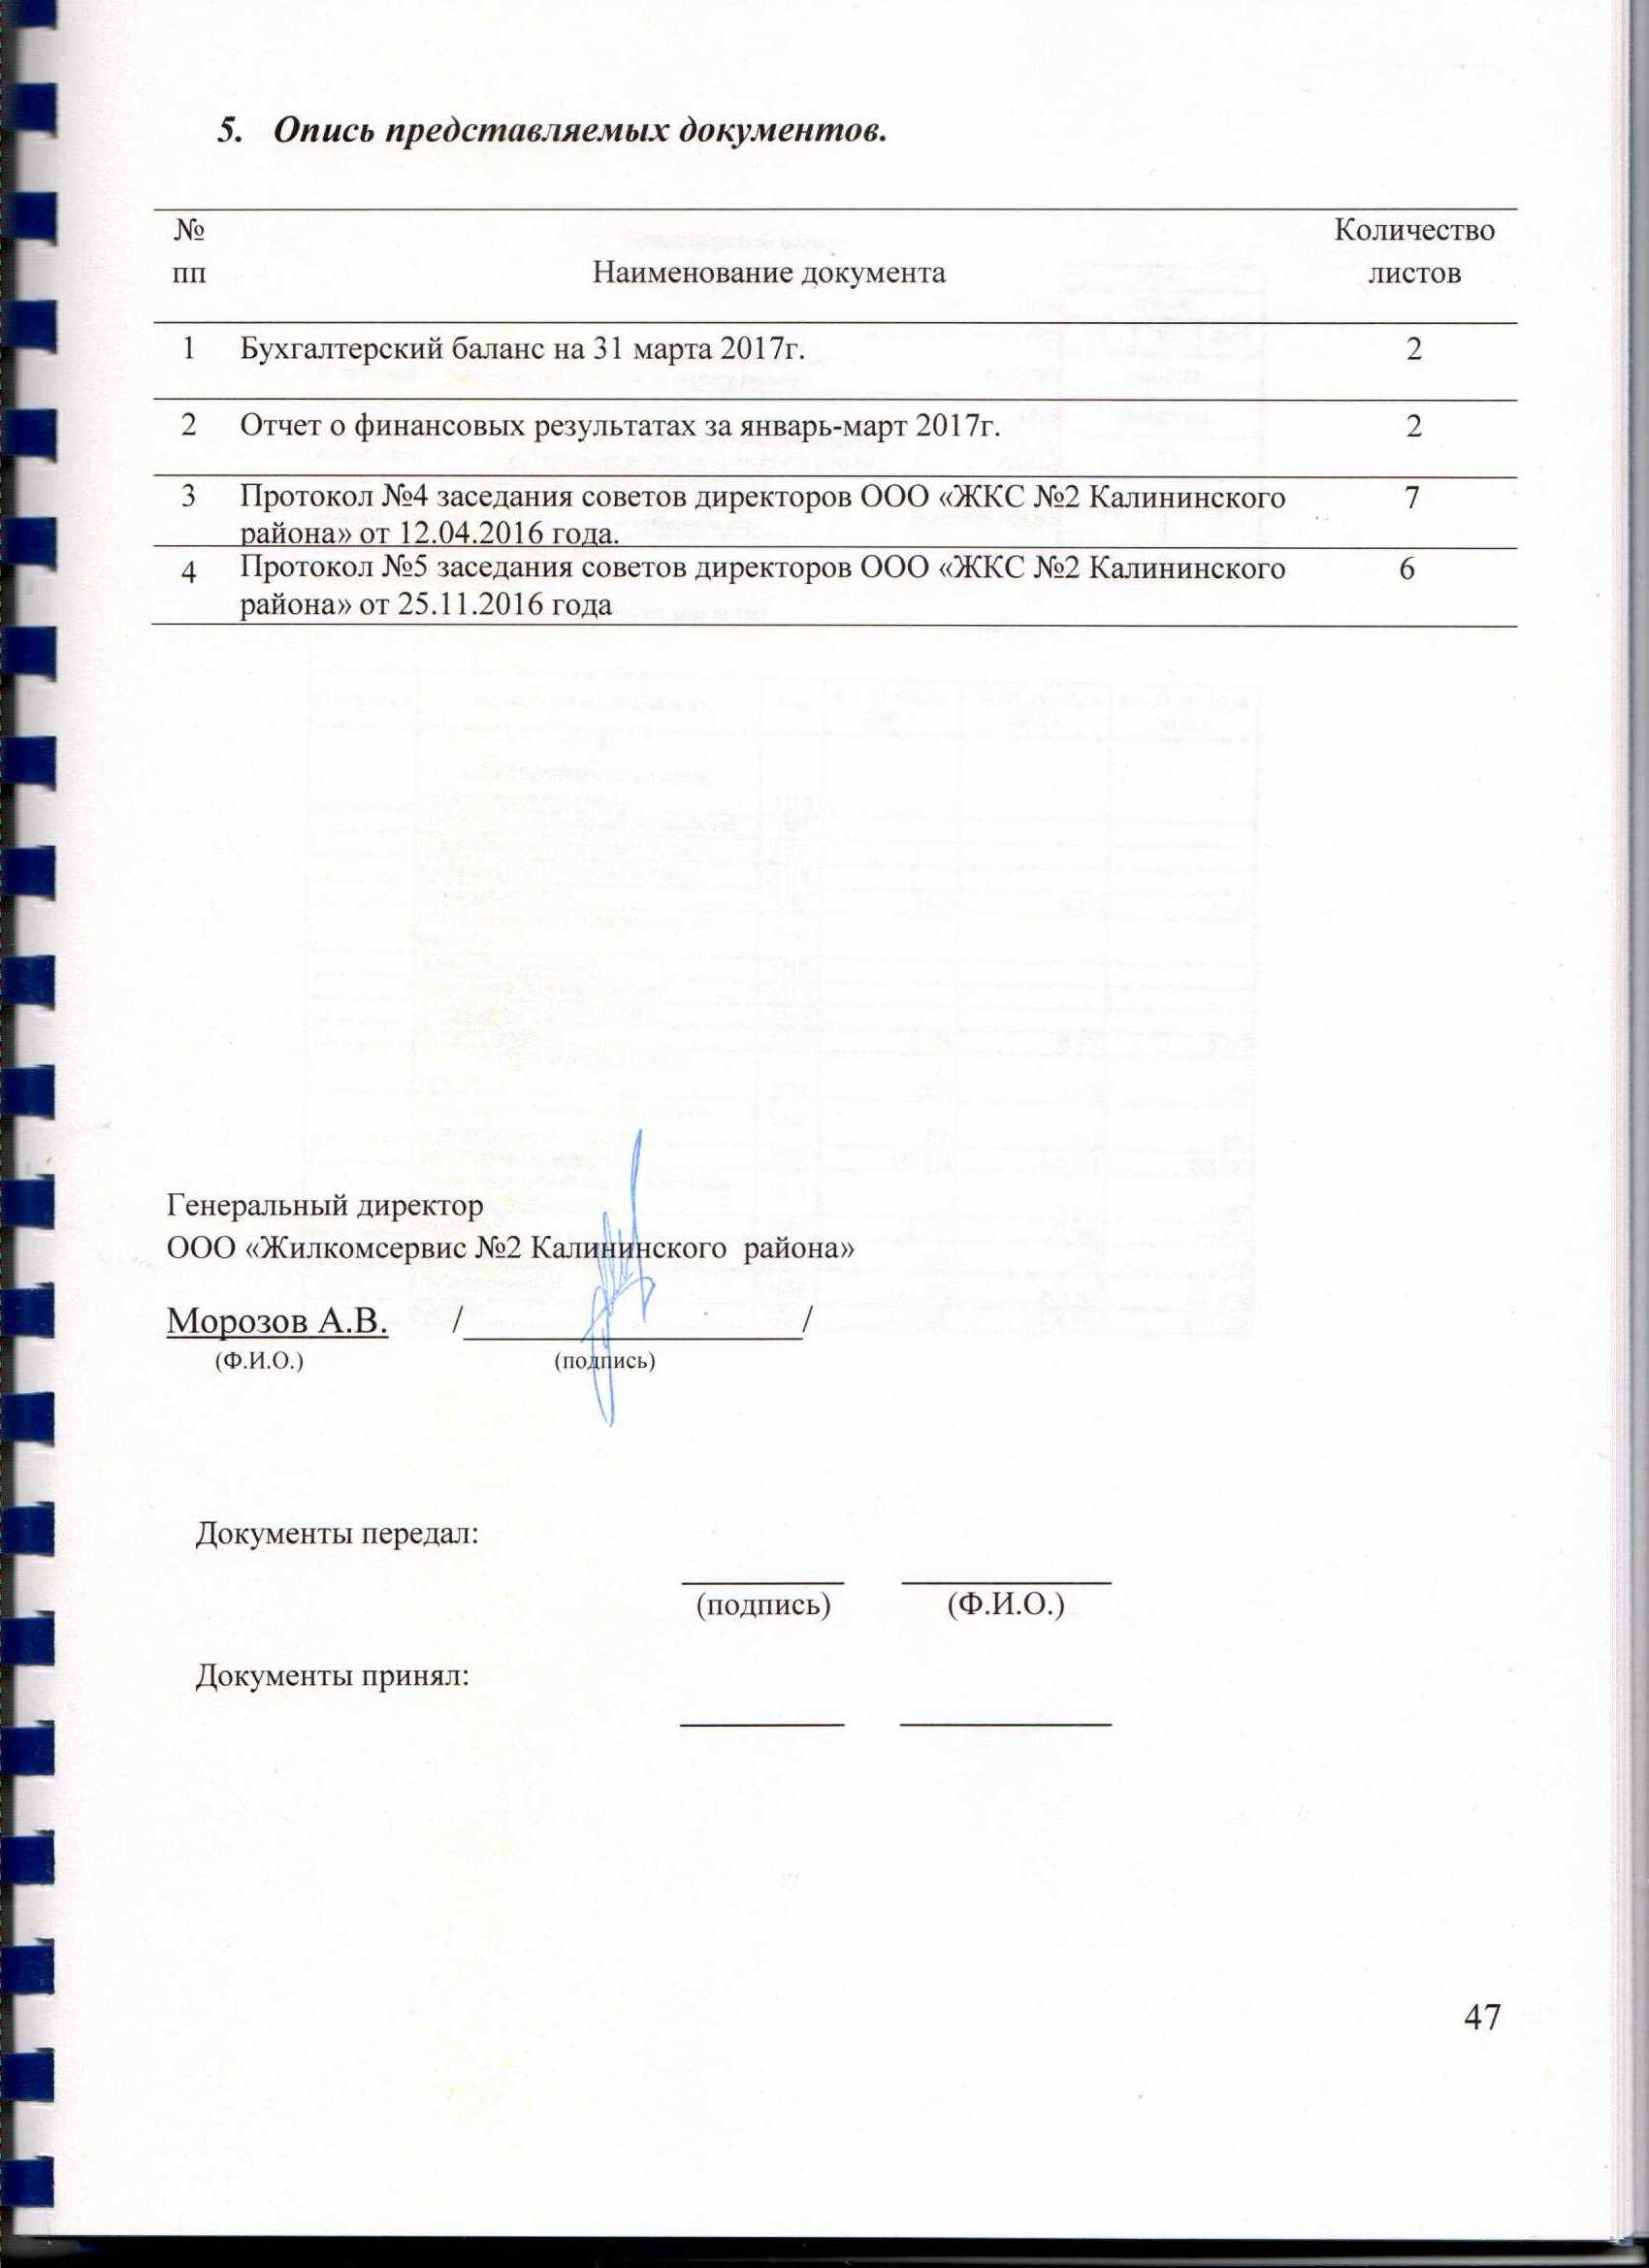 5. Опись представляемых документов.
№ Количество
пп Наименование документа листов
1 Бухгалтерский баланс на 31 марта 2017г. 2
2 Отчет о финансовых результатах за январь-март 2017г. 2
3 Протокол №4 заседания советов директоров ООО «ЖКС №2 Калининского 7
района» от 12.04.2016 года.
4 Протокол №5 заседания советов директоров ООО «ЖКС №2 Калининского 6
района» от 25.11.2016 года
Генеральный директор
ООО «Жилкомсервис №2 Калининского района»
Морозов А.В. / /
(Ф.И.О.) (подпись)
Документы передал:
(подпись) (Ф.И.О.)
Документы принял:
47